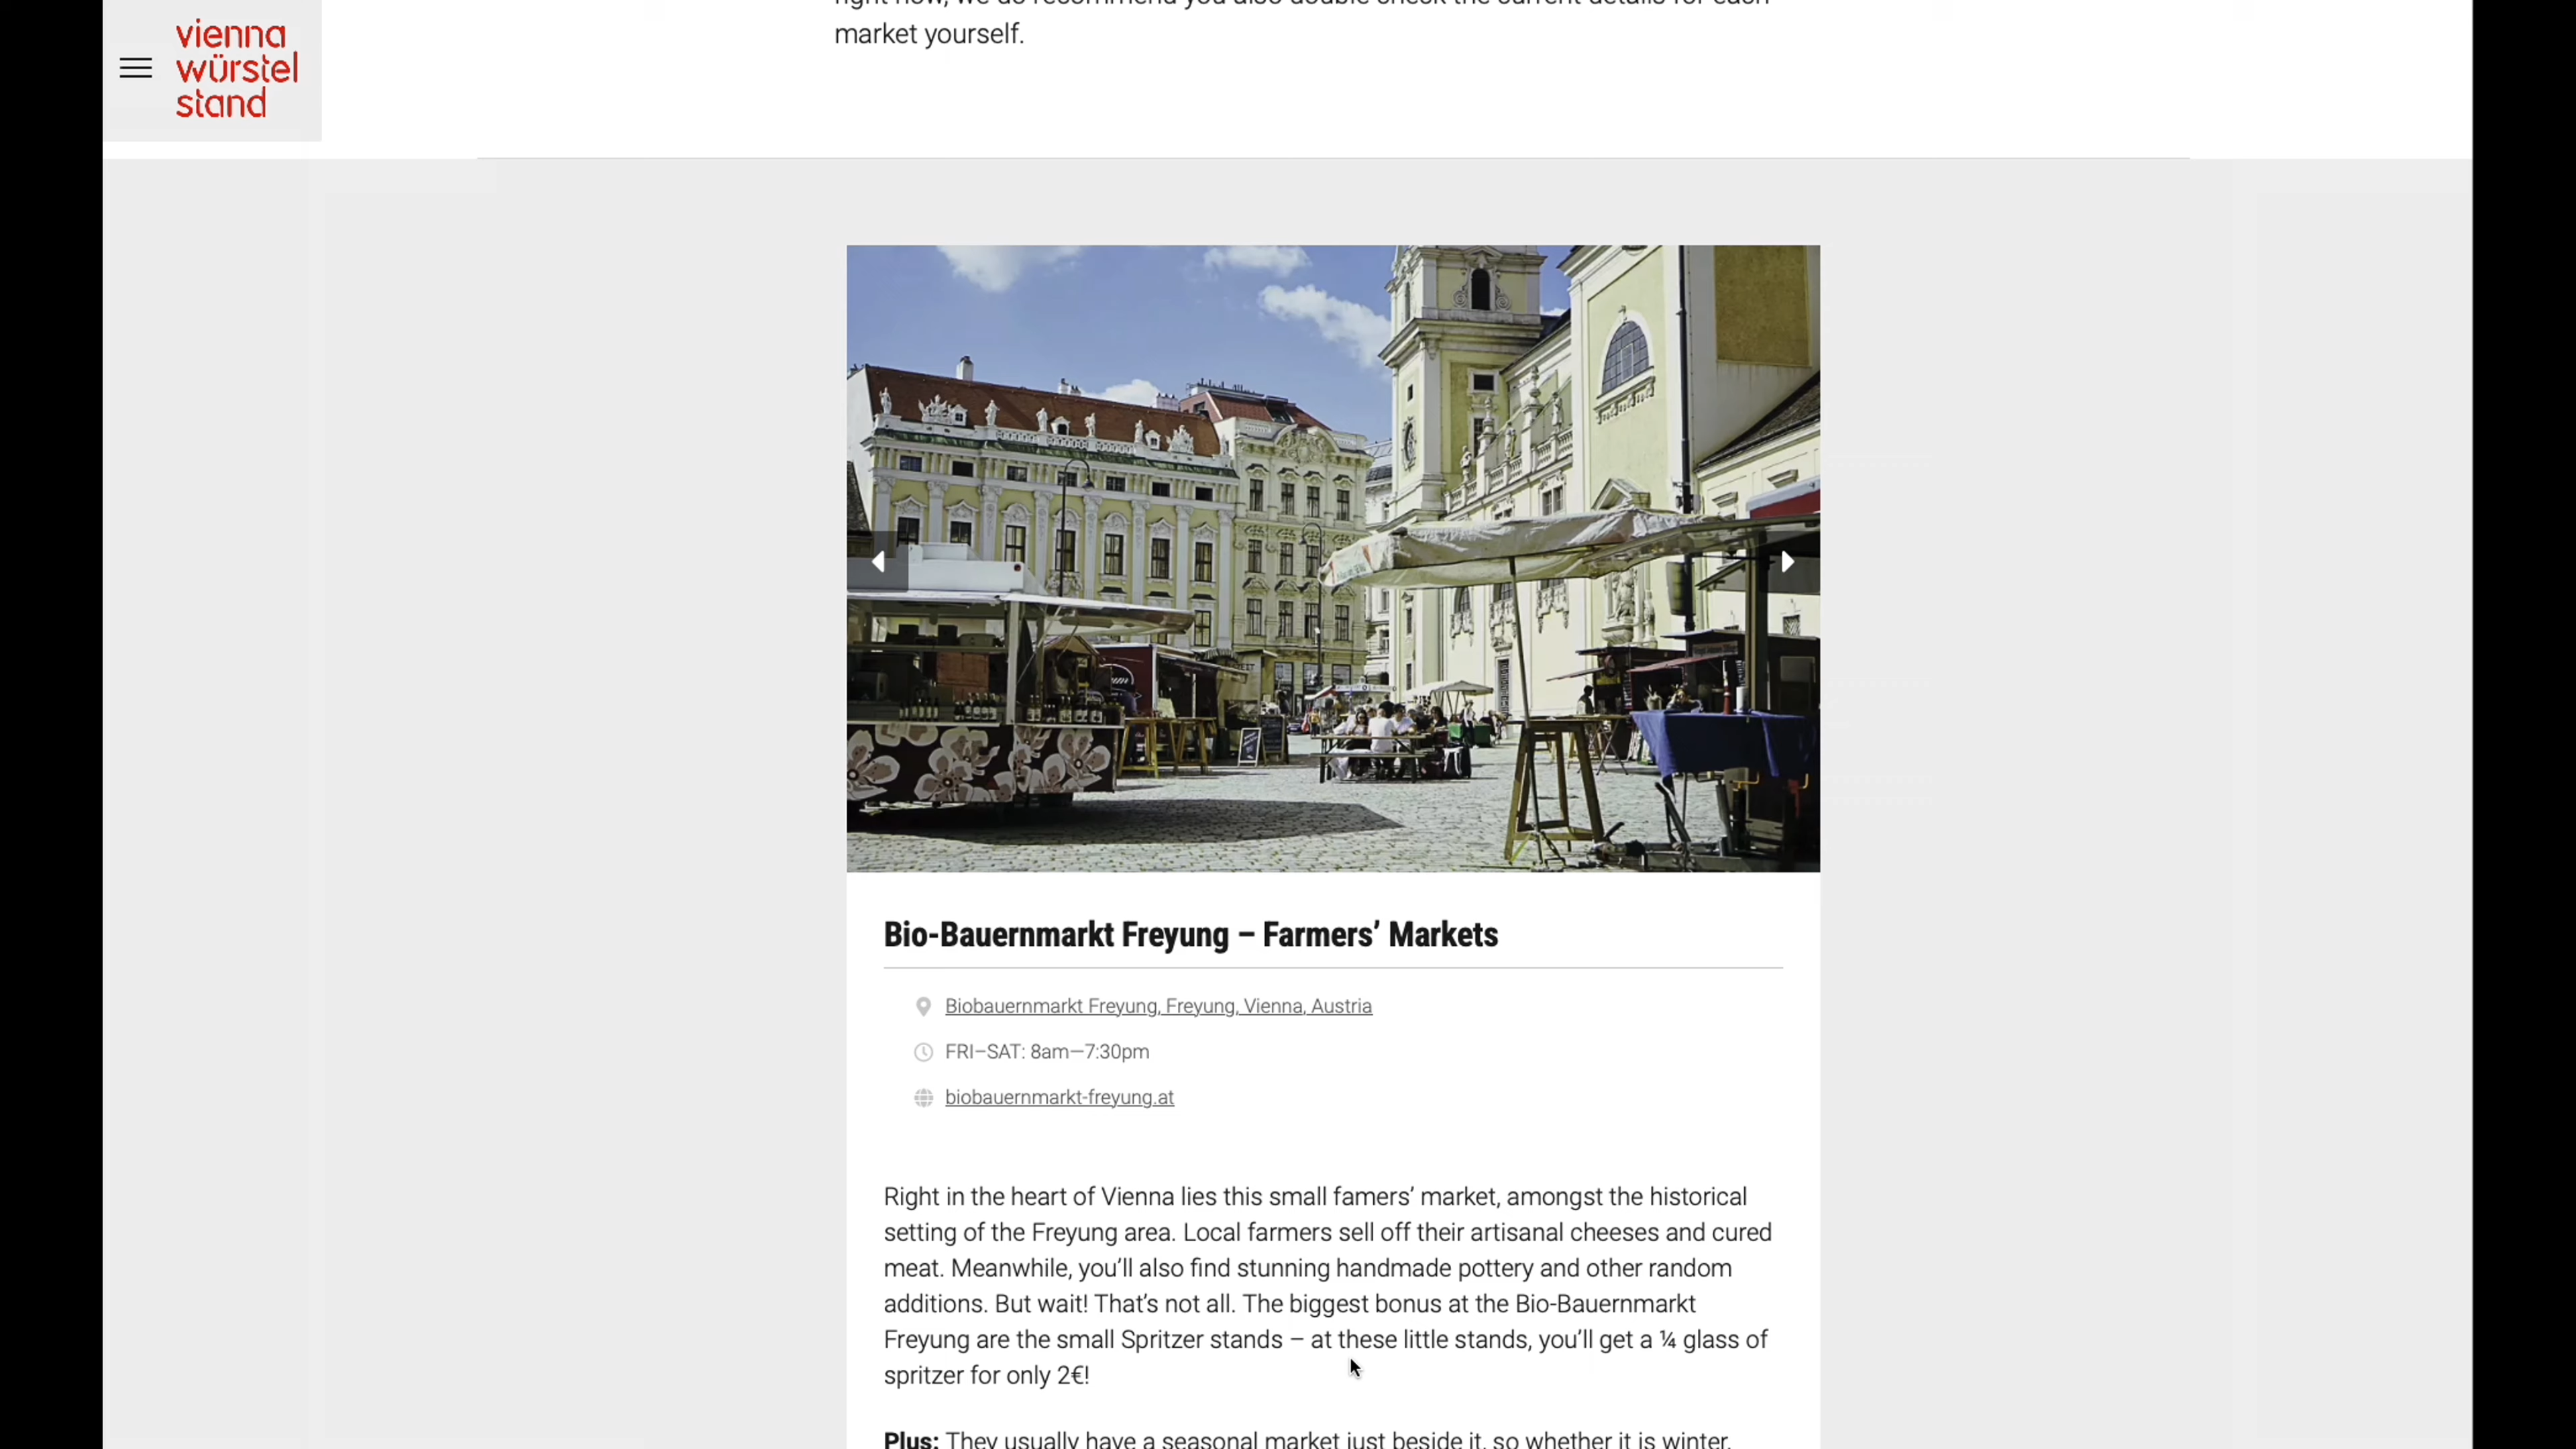 vienna
würstel
stand
market yourself.
Bio-Bauernmarkt Freyung – Farmers’ Markets
Biobauernmarkt Freyung, Freyung, Vienna, Austria
FRI–SAT: 8am—7:30pm
biobauernmarkt-freyung.at
Right in the heart of Vienna lies this small famers’ market, amongst the historical
setting of the Freyung area. Local farmers sell off their artisanal cheeses and cured
meat. Meanwhile, you’ll also find stunning handmade pottery and other random
additions. But wait! That’s not all. The biggest bonus at the Bio-Bauernmarkt
Freyung are the small Spritzer stands – at these little stands, you’ll get a ¼ glass of
spritzer for only 2€!
Plus: They usually have a seasonal market just beside it, so whether it is winter,